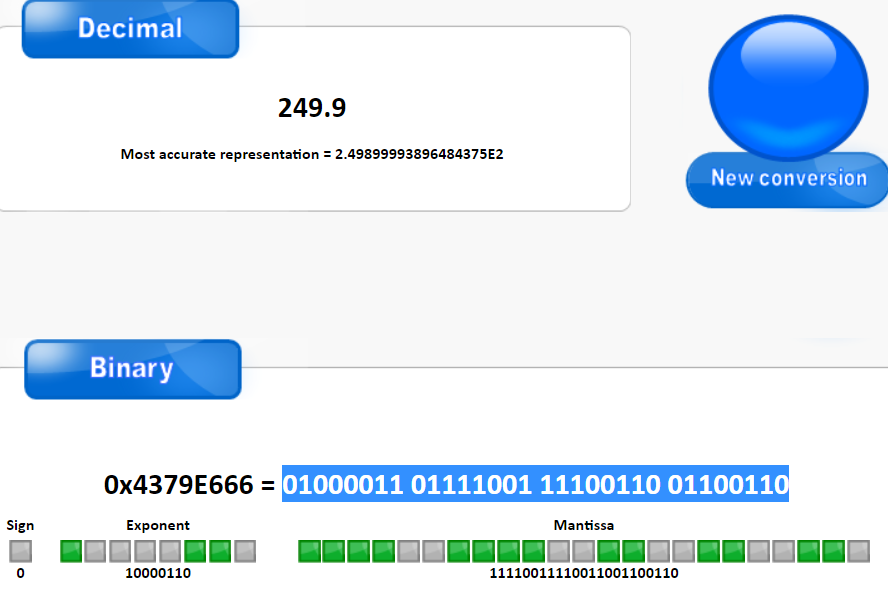 Decimal
249.9
Most accurate representation = 2.49899993896484375E2
New conversion
Binary
0x4379E666 = 01000011 01111001 11100110 01100110
Sign Exponent Mantissa
0 10000110 11110011110011001100110